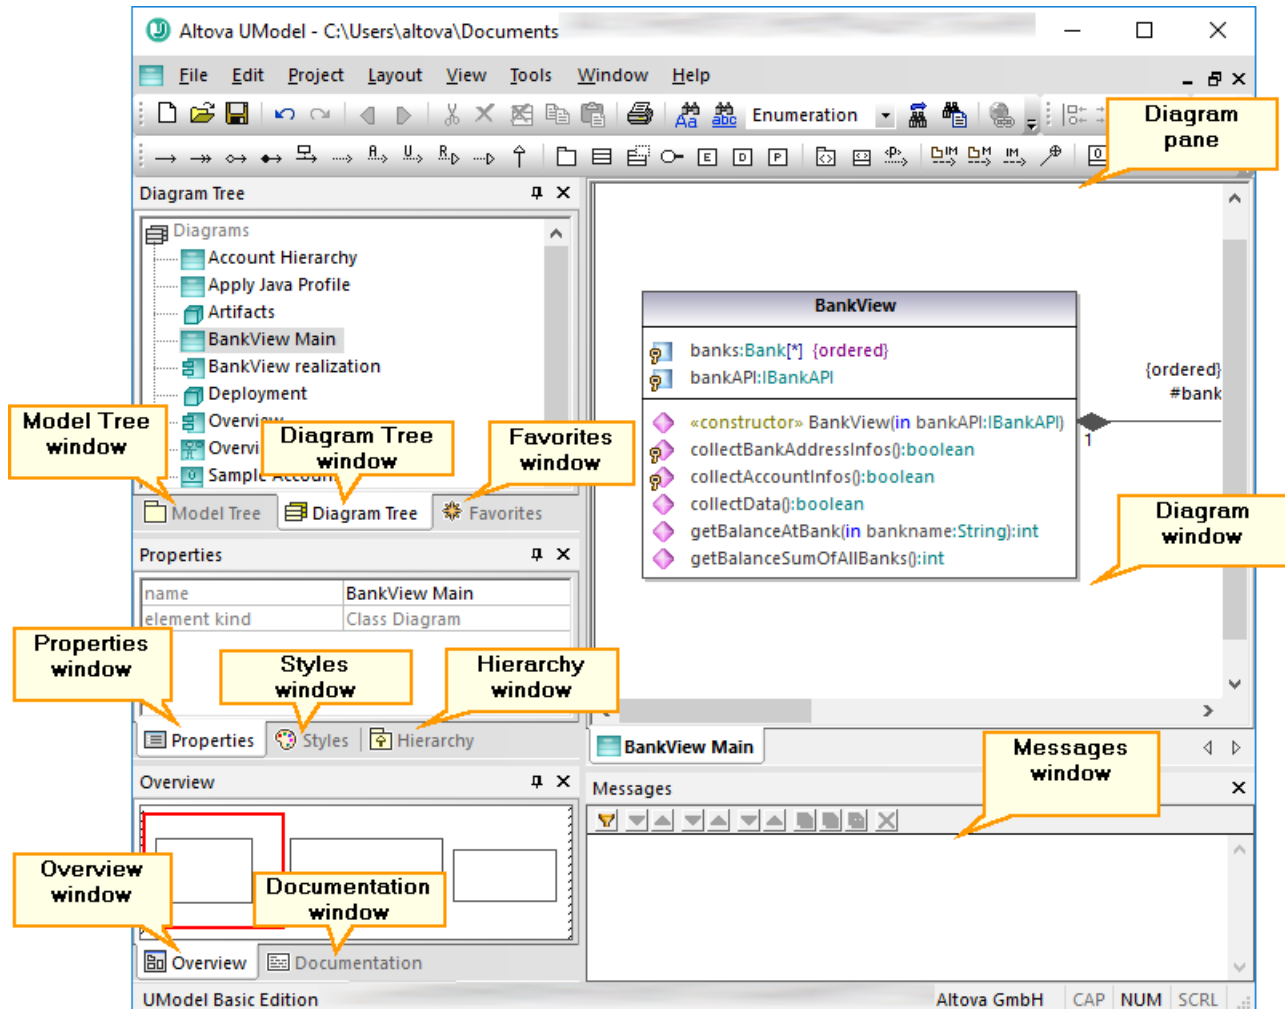 Altova UModel - C:\Users\altova\Documents
File Edit Project Layout View Tools Window Help
Enumeration
Diagram
pane
Diagram Tree
Diagrams
Account Hierarchy
Apply Java Profile
Artifacts
BankView Main
BankView realization
Deployment
Overview
Overvi
Sample Accou
Model Tree
window
Diagram Tree
window
Favorites
window
Model Tree Diagram Tree Favorites
BankView
banks:Bank[*] {ordered}
bankAPI:IBankAPI
«constructor» BankView(in bankAPI:IBankAPI)
collectBankAddressInfos():boolean
collectAccountInfos():boolean
collectData():boolean
getBalanceAtBank(in bankname:String):int
getBalanceSumOfAllBanks():int
{ordered}
#bank
1
Diagram
window
Properties
name BankView Main
element kind Class Diagram
Properties
window
Styles
window
Hierarchy
window
Properties Styles Hierarchy
BankView Main
Overview
Overview
window
Documentation
window
Overview Documentation
Messages
Messages
window
UModel Basic Edition Altova GmbH CAP NUM SCRL